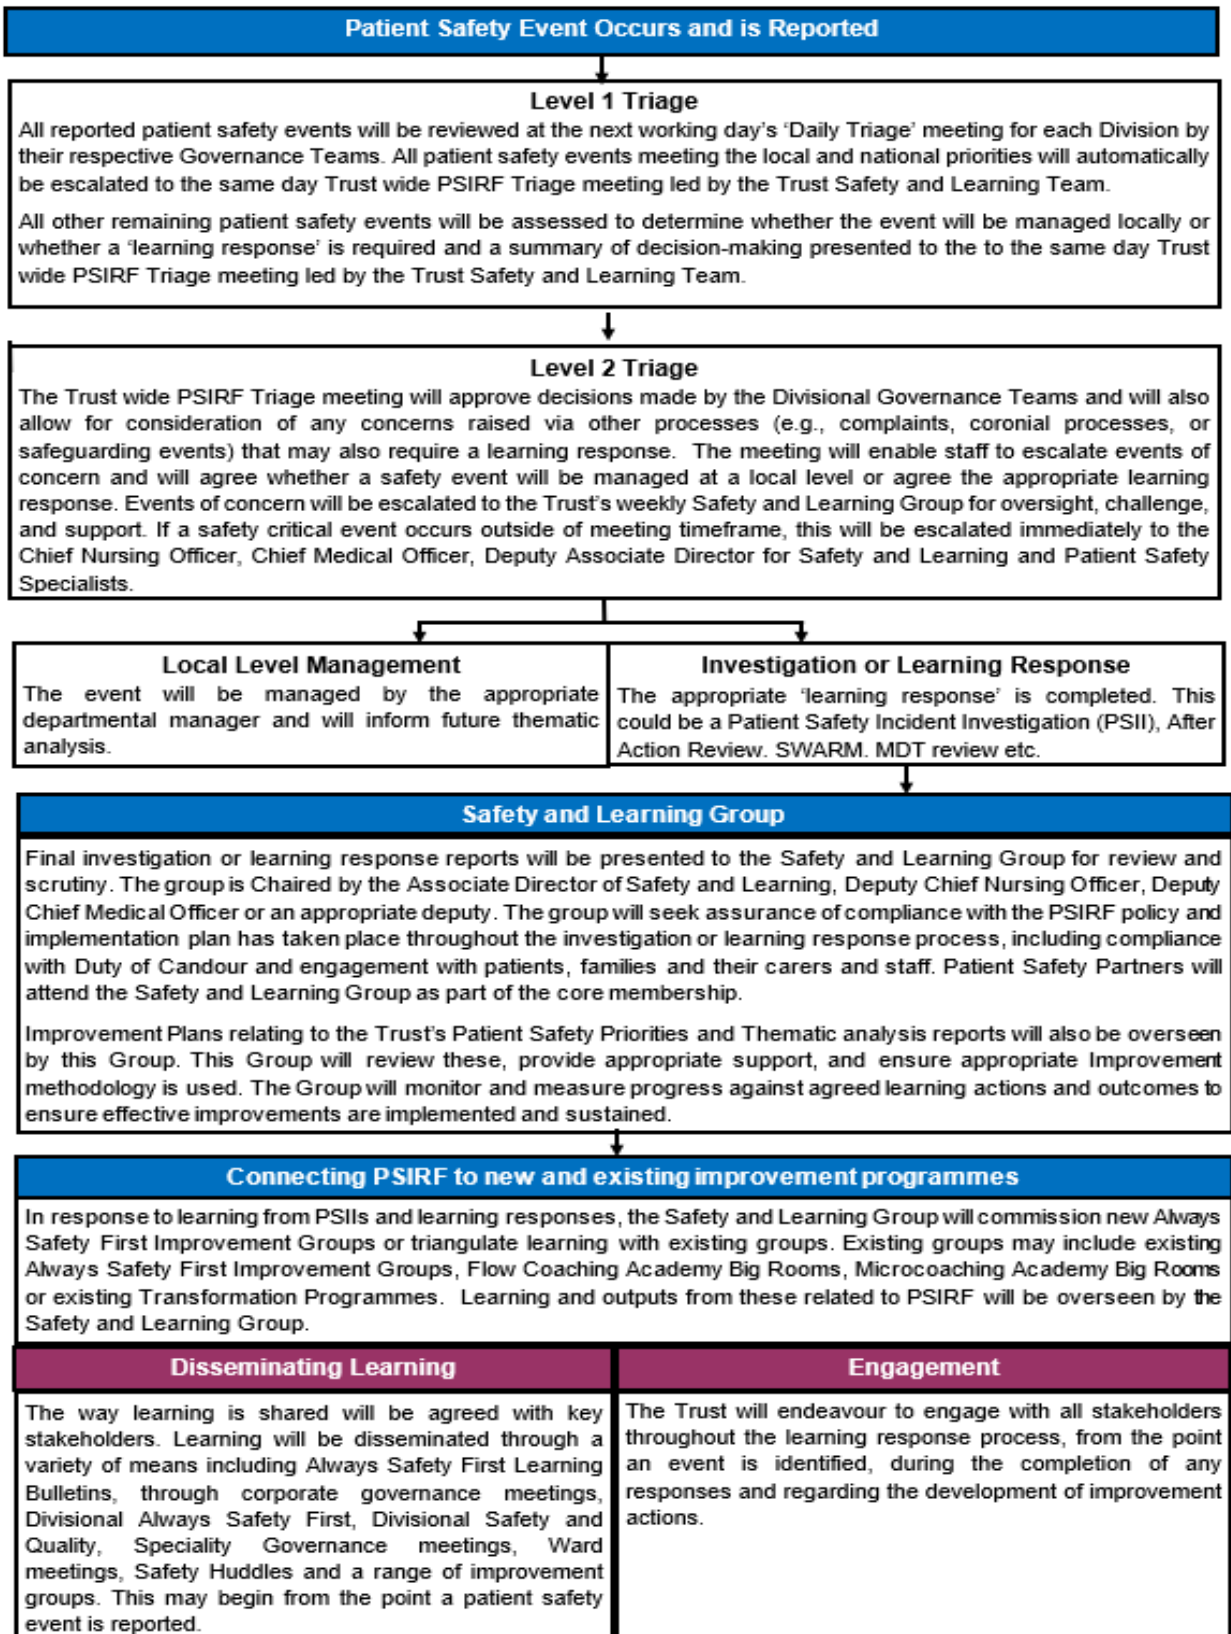 Patient Safety Event Occurs and is Reported
Level 1 Triage
All reported patient safety events will be reviewed at the next working day's 'Daily Triage' meeting for each Division by
their respective Governance Teams. All patient safety events meeting the local and national priorities will automatically
be escalated to the same day Trust wide PSIRF Triage meeting led by the Trust Safety and Learning Team.
All other remaining patient safety events will be assessed to determine whether the event will be managed locally or
whether a 'learning response' is required and a summary of decision-making presented to the to the same day Trust
wide PSIRF Triage meeting led by the Trust Safety and Learning Team.
Level 2 Triage
The Trust wide PSIRF Triage meeting will approve decisions made by the Divisional Governance Teams and will also
allow for consideration of any concerns raised via other processes (e.g., complaints, coronial processes, or
safeguarding events) that may also require a learning response. The meeting will enable staff to escalate events of
concern and will agree whether a safety event will be managed at a local level or agree the appropriate learning
response. Events of concern will be escalated to the Trust's weekly Safety and Learning Group for oversight, challenge,
and support. If a safety critical event occurs outside of meeting timeframe, this will be escalated immediately to the
Chief Nursing Officer, Chief Medical Officer, Deputy Associate Director for Safety and Learning and Patient Safety
Specialists.
Local Level Management
The event will be managed by the appropriate
departmental manager and will inform future thematic
analysis.
Investigation or Learning Response
The appropriate 'learning response' is completed. This
could be a Patient Safety Incident Investigation (PSII), After
Action Review. SWARM. MDT review etc.
Safety and Learning Group
Final investigation or learning response reports will be presented to the Safety and Learning Group for review and
scrutiny. The group is Chaired by the Associate Director of Safety and Learning, Deputy Chief Nursing Officer, Deputy
Chief Medical Officer or an appropriate deputy. The group will seek assurance of compliance with the PSIRF policy and
implementation plan has taken place throughout the investigation or learning response process, including compliance
with Duty of Candour and engagement with patients, families and their carers and staff. Patient Safety Partners will
attend the Safety and Learning Group as part of the core membership.
Improvement Plans relating to the Trust's Patient Safety Priorities and Thematic analysis reports will also be overseen
by this Group. This Group will review these, provide appropriate support, and ensure appropriate Improvement
methodology is used. The Group will monitor and measure progress against agreed learning actions and outcomes to
ensure effective improvements are implemented and sustained.
Connecting PSIRF to new and existing improvement programmes
In response to learning from PSIIs and learning responses, the Safety and Learning Group will commission new Always
Safety First Improvement Groups or triangulate learning with existing groups. Existing groups may include existing
Always Safety First Improvement Groups, Flow Coaching Academy Big Rooms, Microcoaching Academy Big Rooms
or existing Transformation Programmes. Learning and outputs from these related to PSIRF will be overseen by the
Safety and Learning Group.
Disseminating Learning
The way learning is shared will be agreed with key
stakeholders. Learning will be disseminated through a
variety of means including Always Safety First Learning
Bulletins, through corporate governance meetings,
Divisional Always Safety First, Divisional Safety and
Quality, Speciality Governance meetings, Ward
meetings, Safety Huddles and a range of improvement
groups. This may begin from the point a patient safety
event is reported.
Engagement
The Trust will endeavour to engage with all stakeholders
throughout the learning response process, from the point
an event is identified, during the completion of any
responses and regarding the development of improvement
actions.